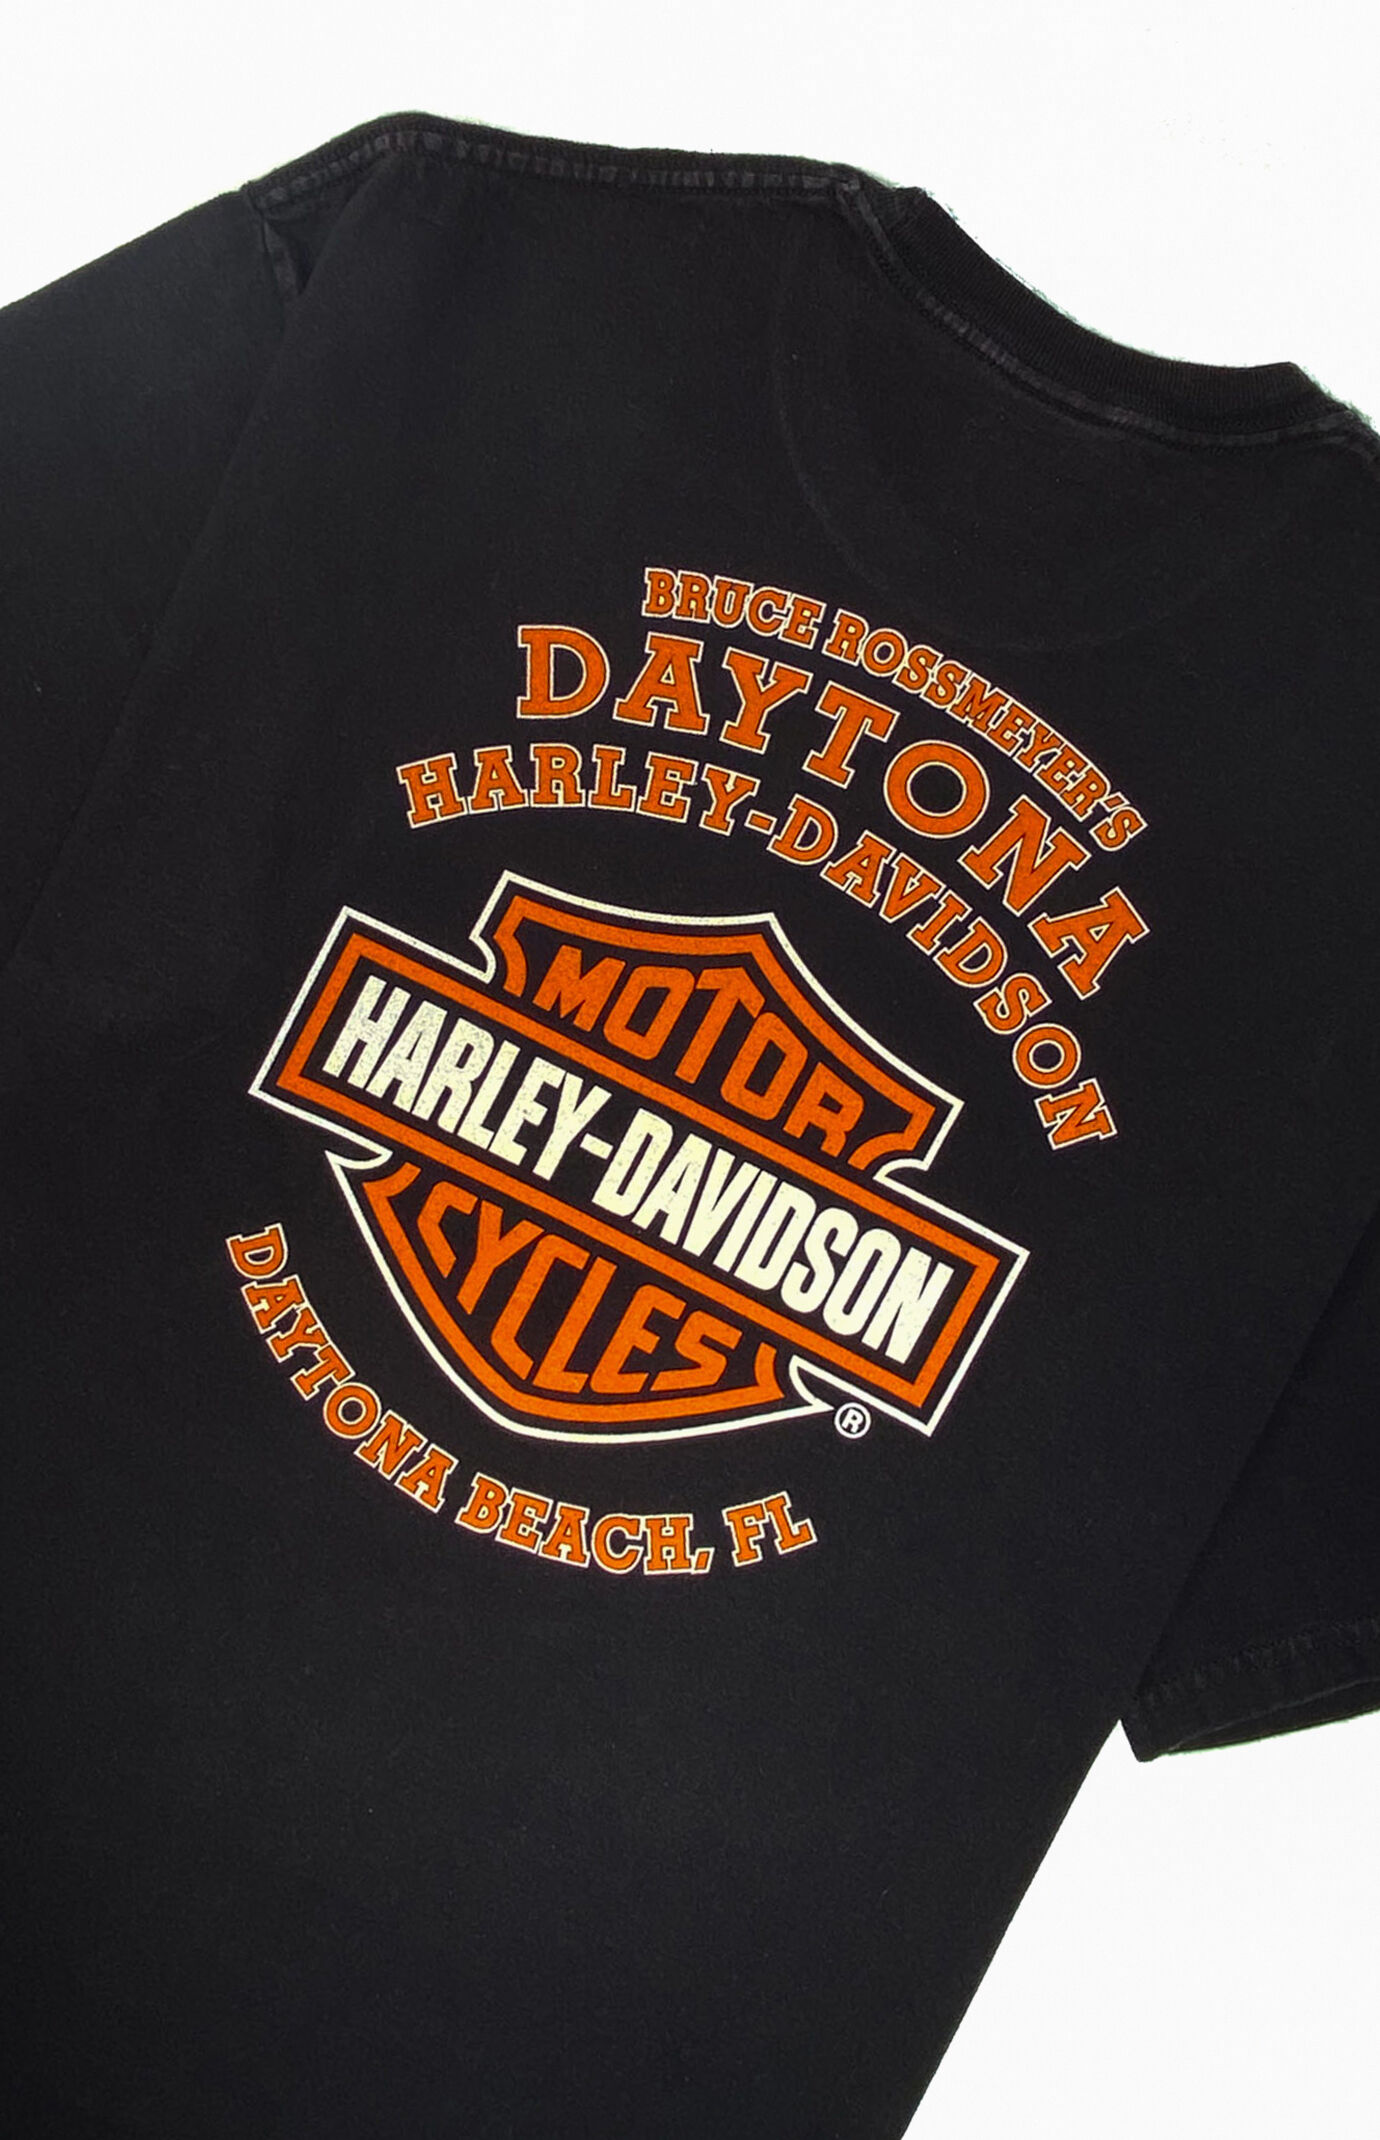 BRUCE ROSSMEYER'S
DAYTONA
HARLEY-DAVIDSON
MOTOR
HARLEY-DAVIDSON
CYCLES
®
DAYTONA BEACH, FL